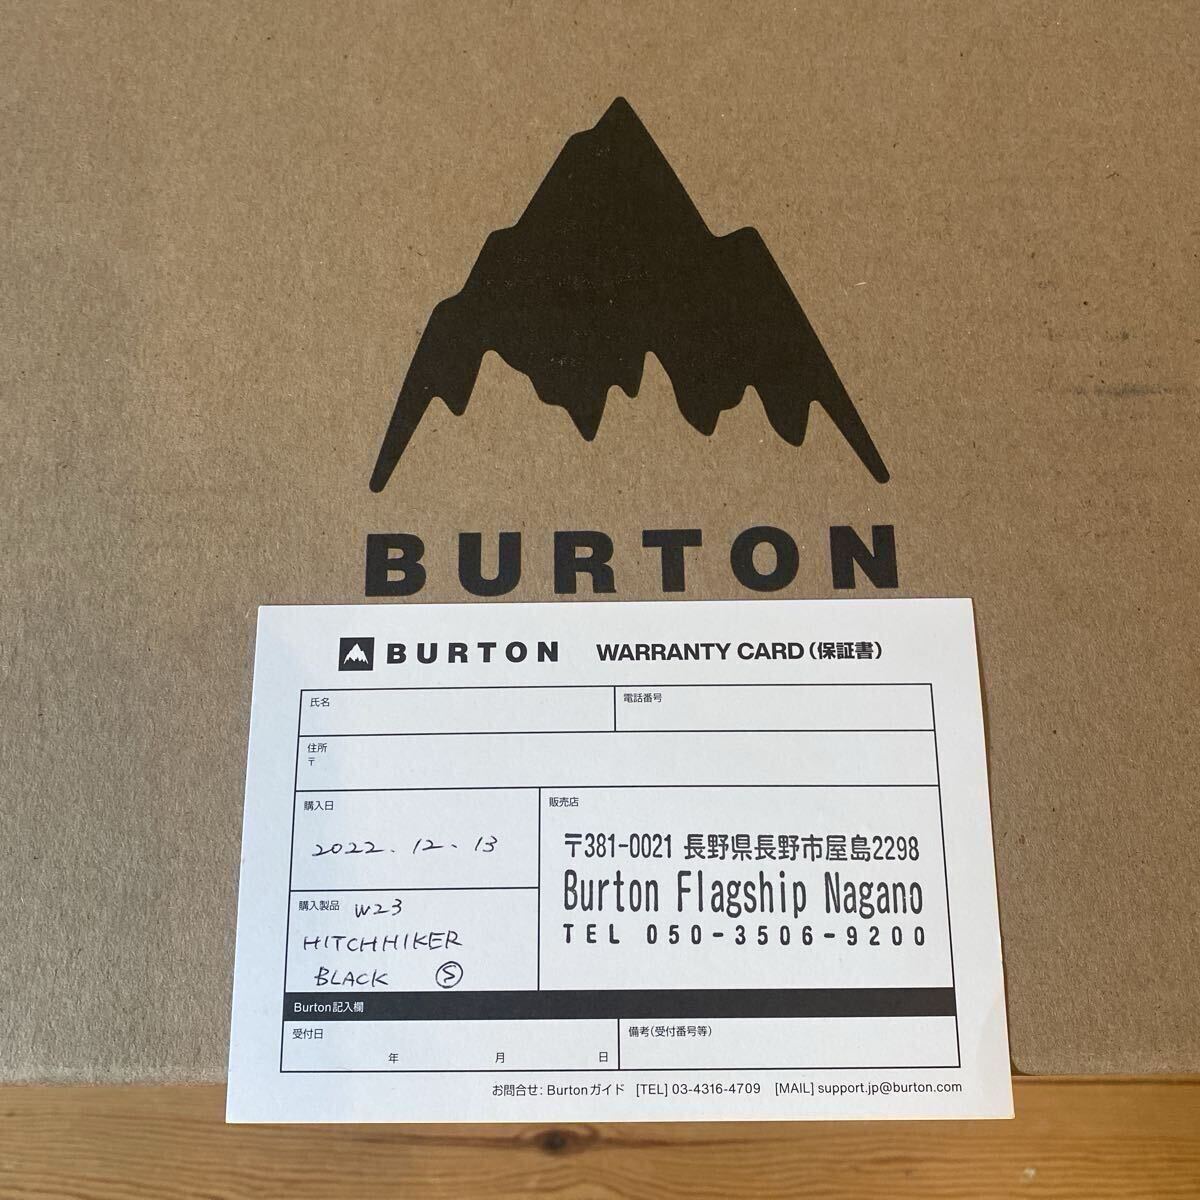 BURTON
BURTON WARRANTY CARD(保証書)
氏名
電話番号
住所
〒
購入日
2022.12.13
販売店
〒381-0021 長野県長野市屋島2298
Burton Flagship Nagano
TEL 050-3506-9200
購入製品 W23
HITCHHIKER
BLACK Ⓢ
Burton記入欄
受付日
年 月 日
備考(受付番号等)
お問合せ: Burtonガイド [TEL] 03-4316-4709 [MAIL] support.jp@burton.com